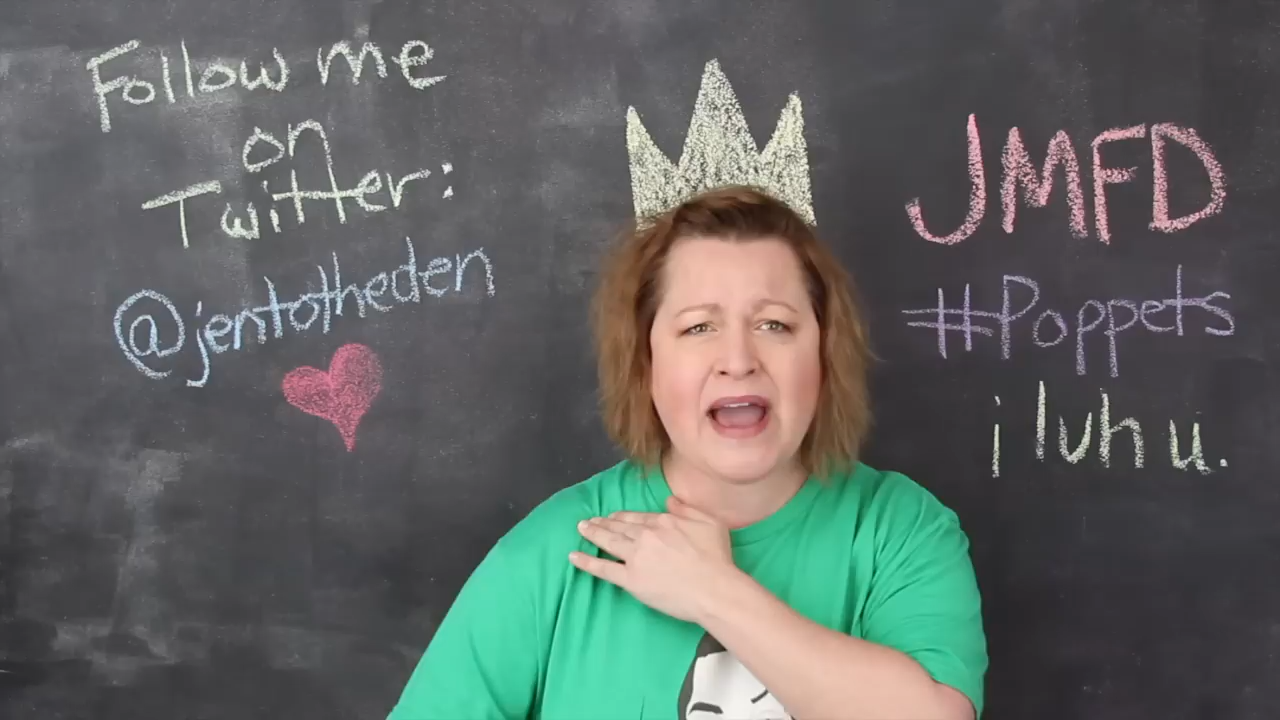 Follow me
on
Twitter:
@jentotheden
JMFD
#Poppets
i luh u.